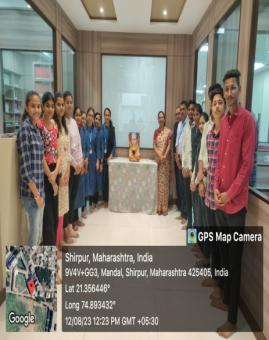 GPS Map Camera
Shirpur, Maharashtra, India
9V4V+GG3, Mandal, Shirpur, Maharashtra 425405, India
Lat 21.356446°
Long 74.893432°
12/08/23 12:23 PM GMT +05:30
Google